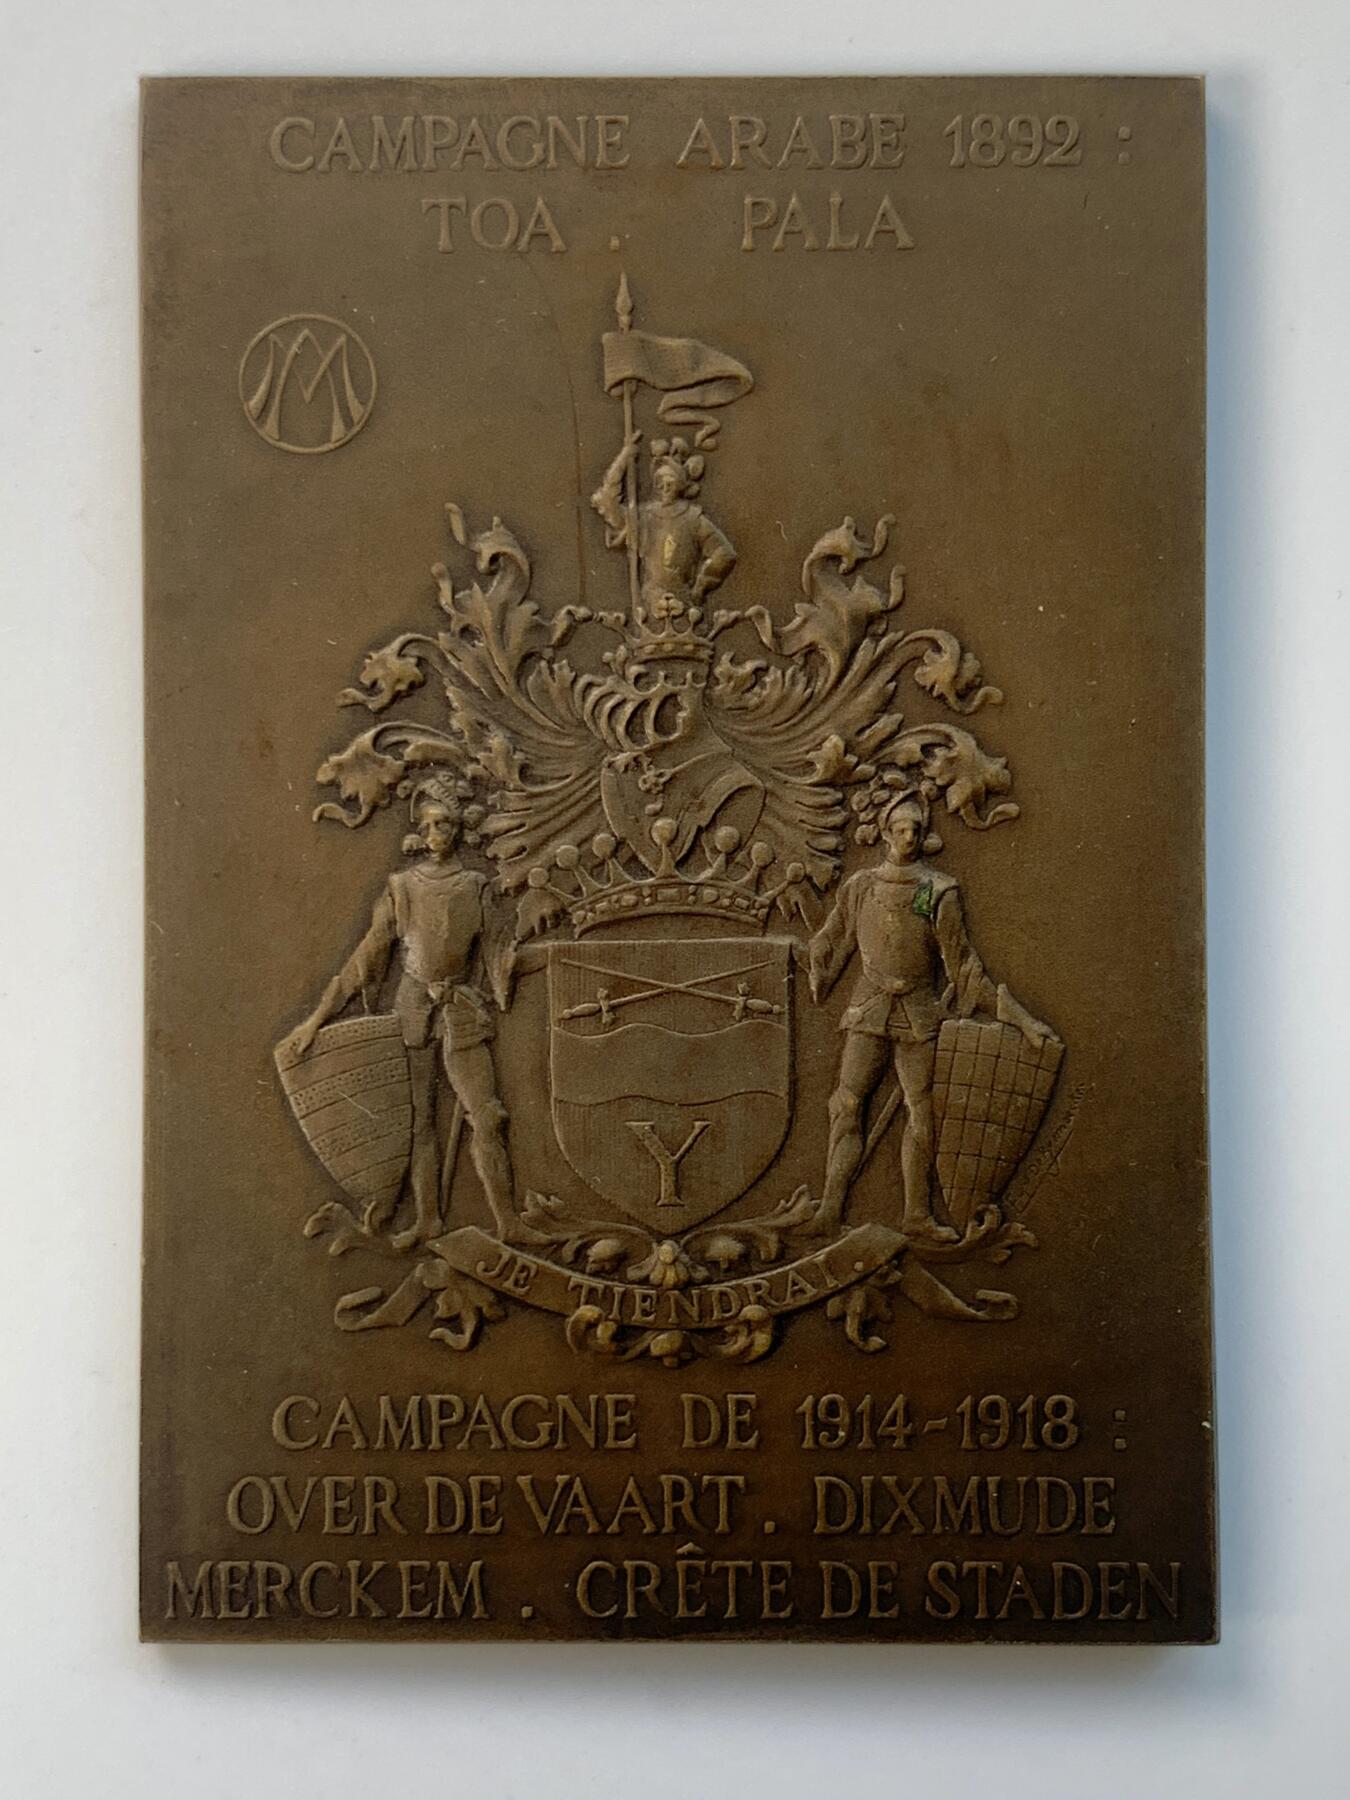 CAMPAGNE ARABE 1892 :
TOA . PALA
Y
JE TIENDRAI .
CAMPAGNE DE 1914-1918 :
OVER DE VAART . DIXMUDE
MERCKEM . CRÊTE DE STADEN